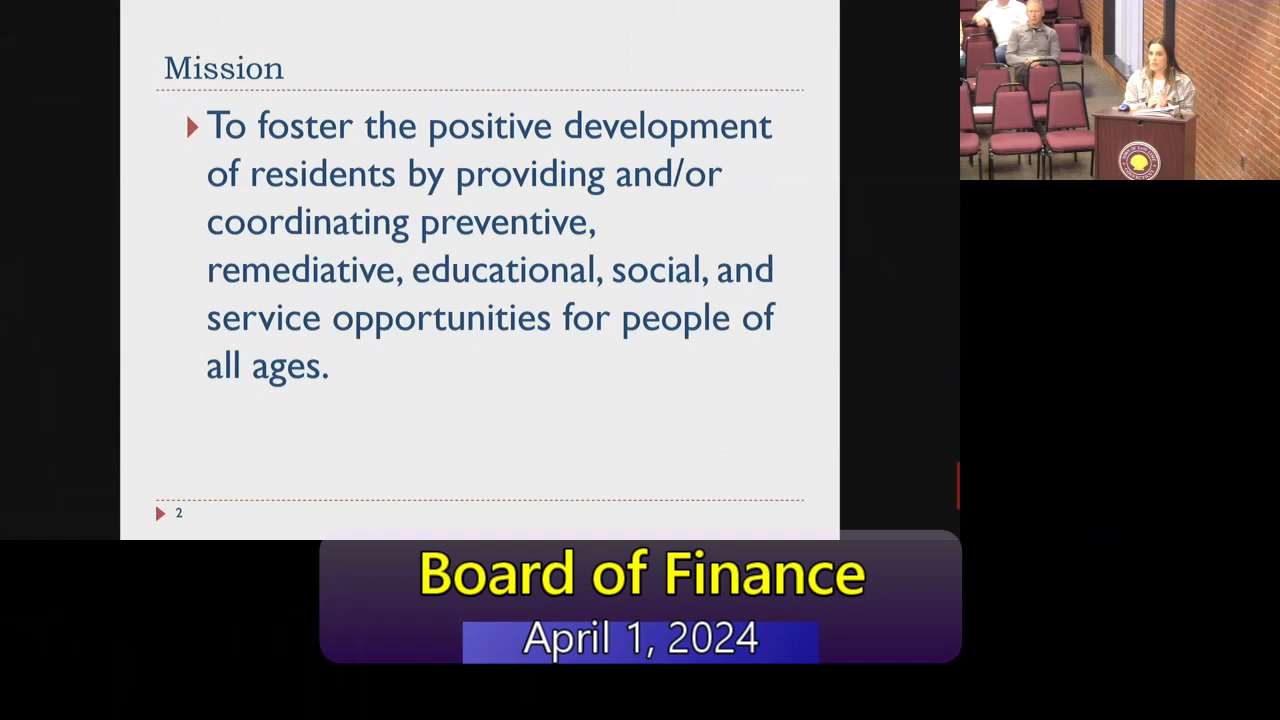 Mission
To foster the positive development
of residents by providing and/or
coordinating preventive,
remediative, educational, social, and
service opportunities for people of
all ages.
2
Board of Finance
April 1, 2024